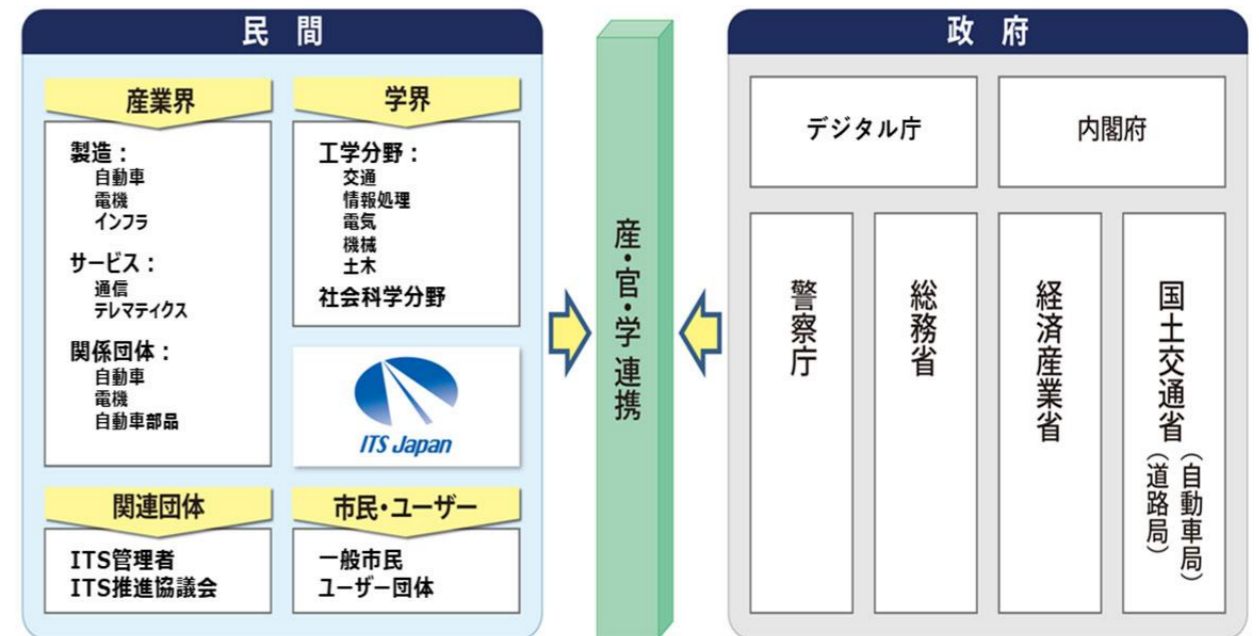 民 間
産業界
製造：
自動車
電機
インフラ
サービス：
通信
テレマティクス
関係団体：
自動車
電機
自動車部品
学界
工学分野：
交通
情報処理
電気
機械
土木
社会科学分野
ITS Japan
関連団体
ITS管理者
ITS推進協議会
市民・ユーザー
一般市民
ユーザー団体
産・官・学 連携
政 府
デジタル庁
内閣府
警察庁
総務省
経済産業省
国土交通省
（自動車局）
（道路局）